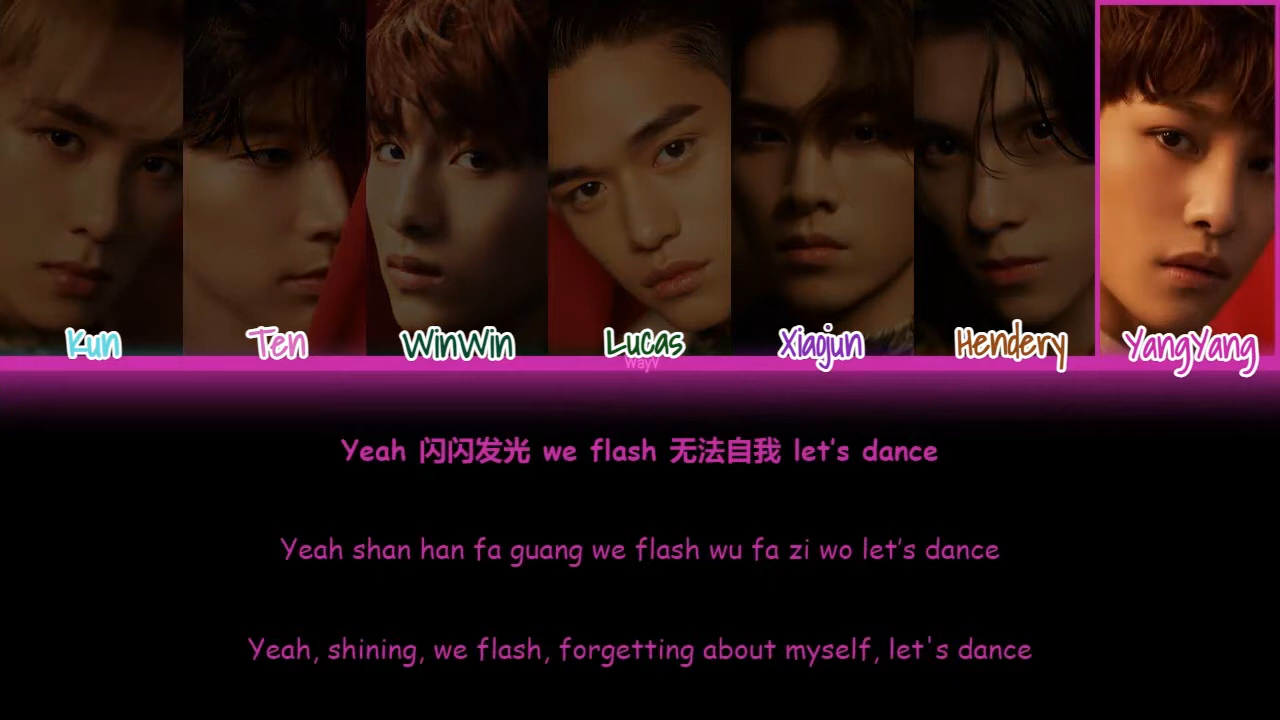 Kun Ten WinWin Lucas Xiaojun Hendery YangYang
WayV
Yeah 闪闪发光 we flash 无法自我 let's dance
Yeah shan han fa guang we flash wu fa zi wo let's dance
Yeah, shining, we flash, forgetting about myself, let's dance